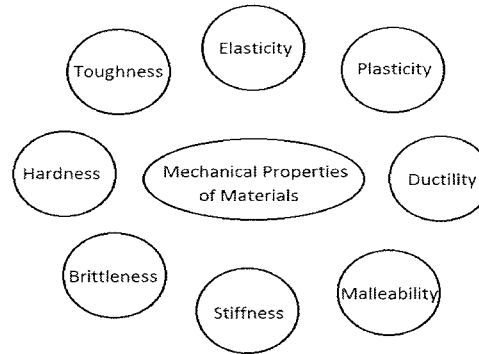 Elasticity
Toughness
Plasticity
Hardness
Mechanical Properties
of Materials
Ductility
Brittleness
Malleability
Stiffness